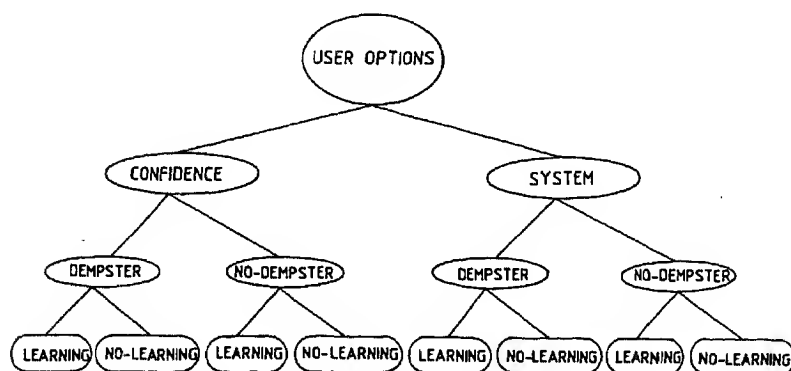 USER OPTIONS
CONFIDENCE
SYSTEM
DEMPSTER
NO-DEMPSTER
DEMPSTER
NO-DEMPSTER
LEARNING
NO-LEARNING
LEARNING
NO-LEARNING
LEARNING
NO-LEARNING
LEARNING
NO-LEARNING